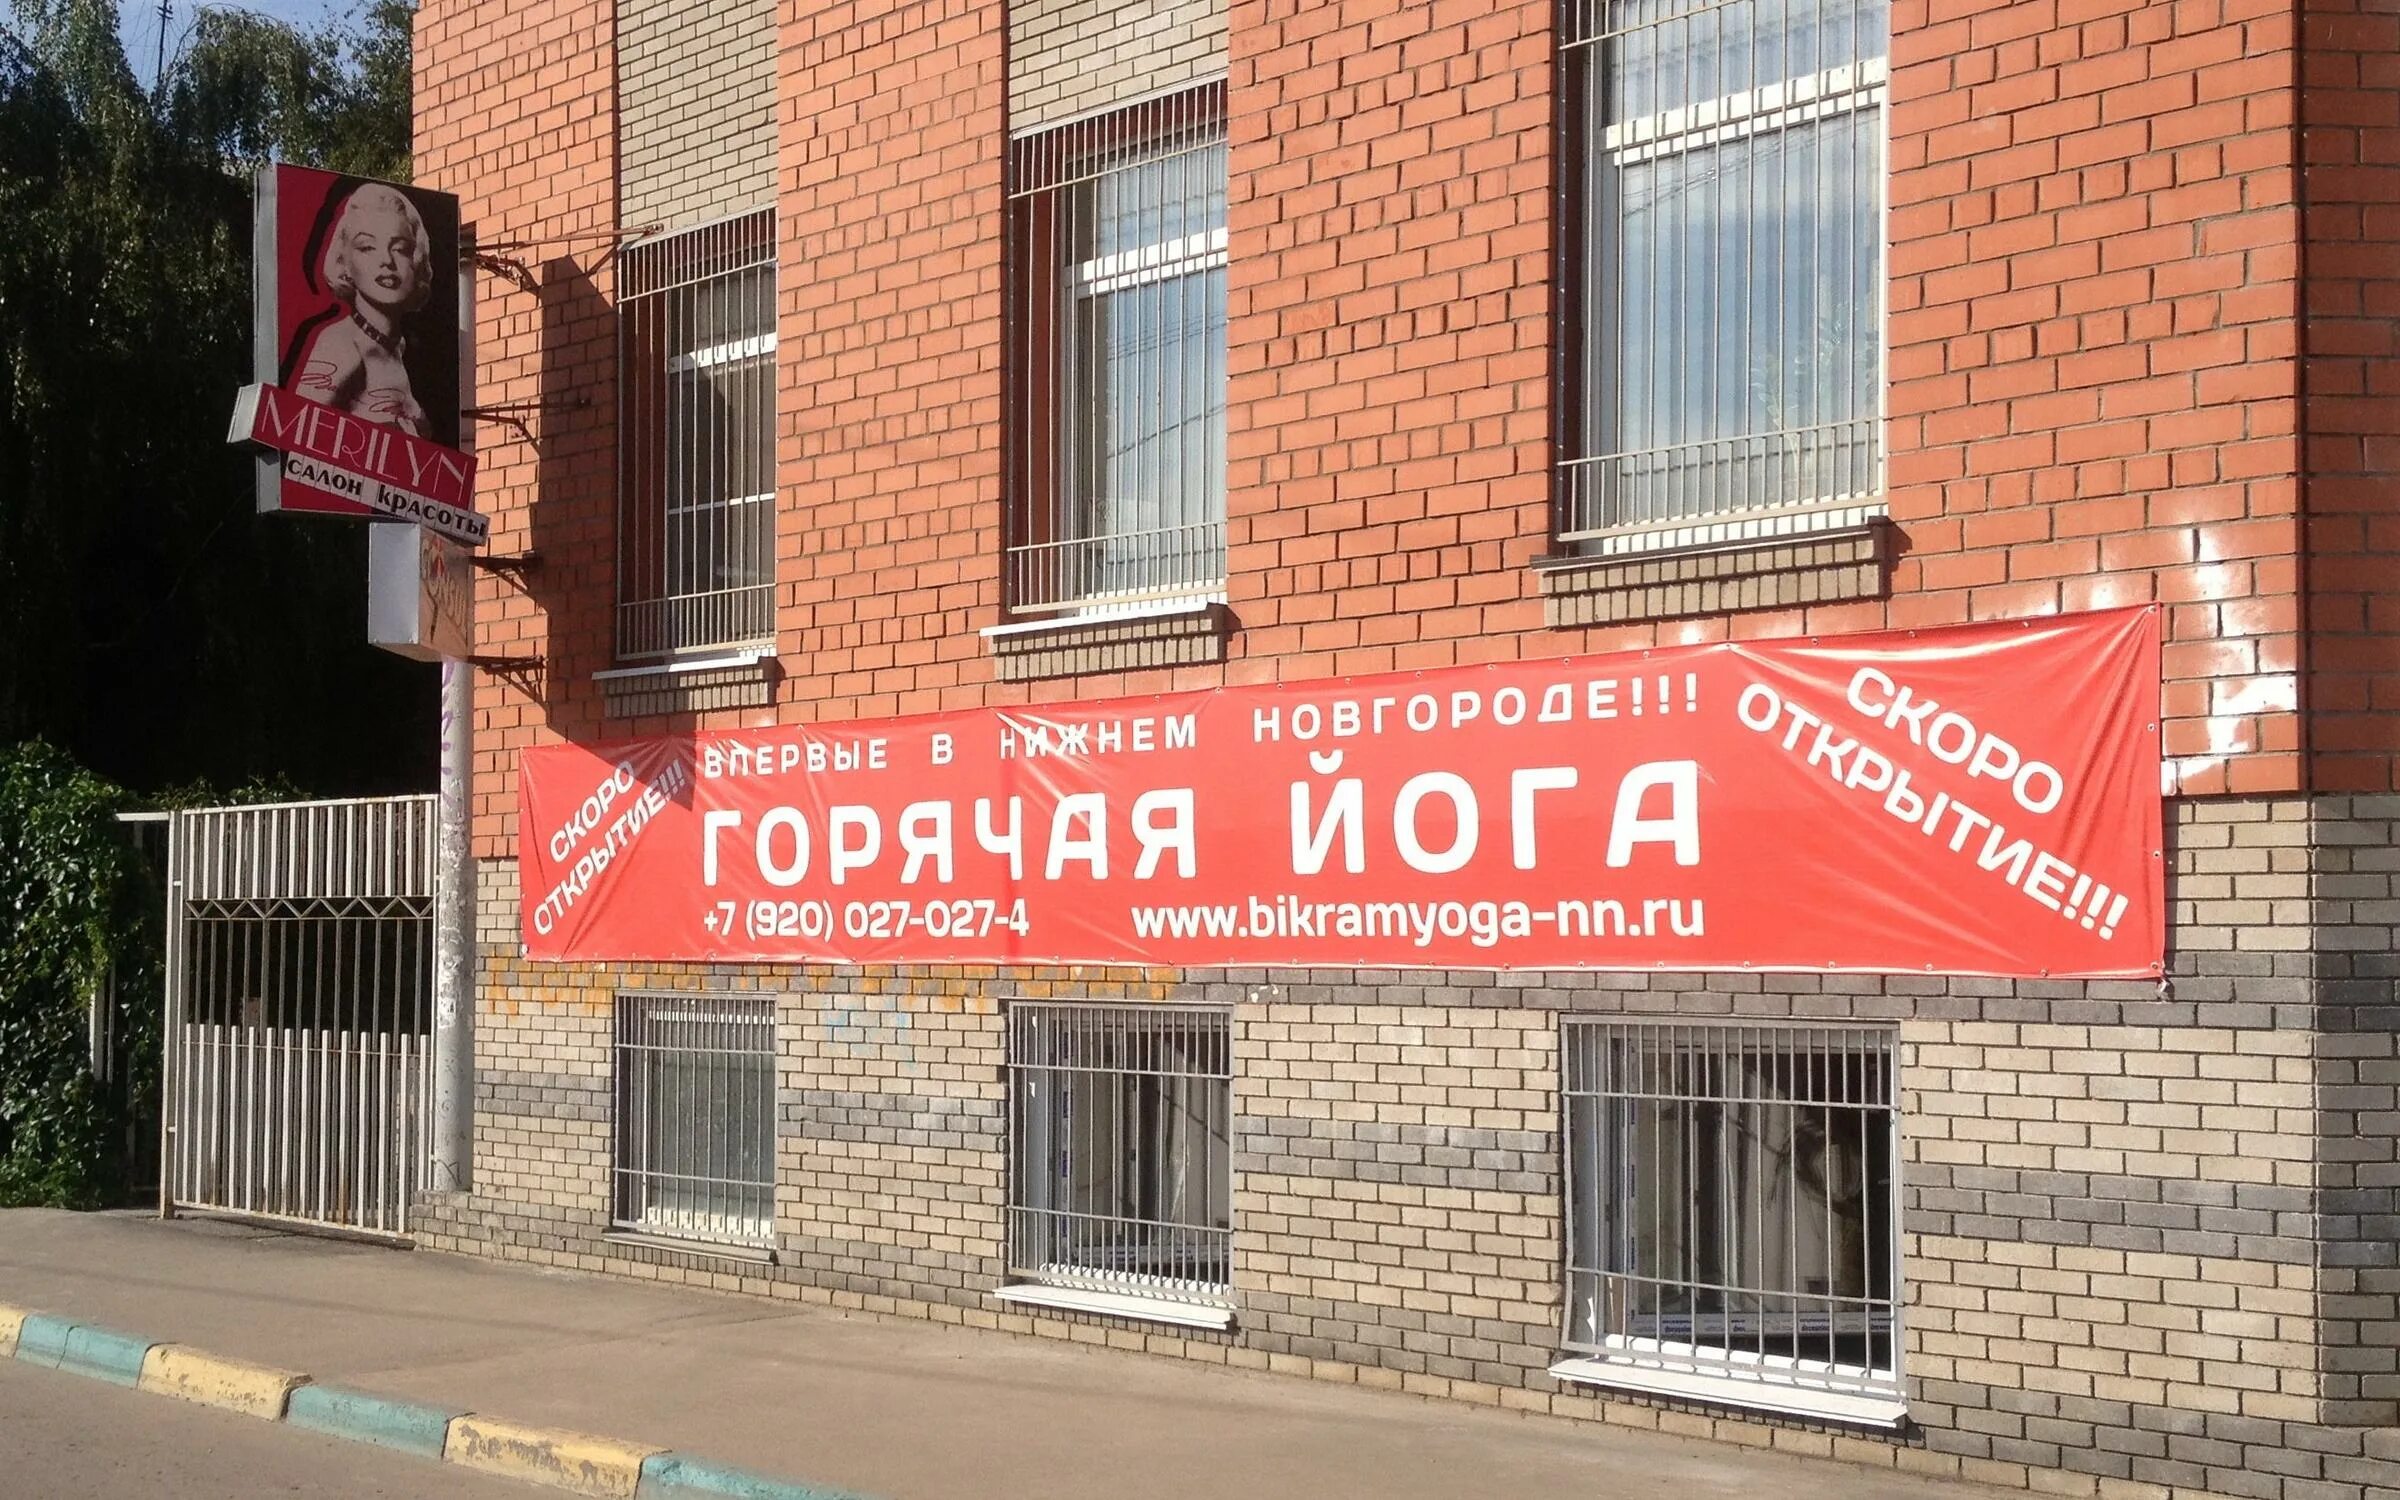 MERILYN
САЛОН КРАСОТЫ
СКОРО
ОТКРЫТИЕ!!!
ВПЕРВЫЕ В НИЖНЕМ НОВГОРОДЕ!!!
ГОРЯЧАЯ ЙОГА
+7 (920) 027-027-4 www.bikramyoga-nn.ru
СКОРО
ОТКРЫТИЕ!!!